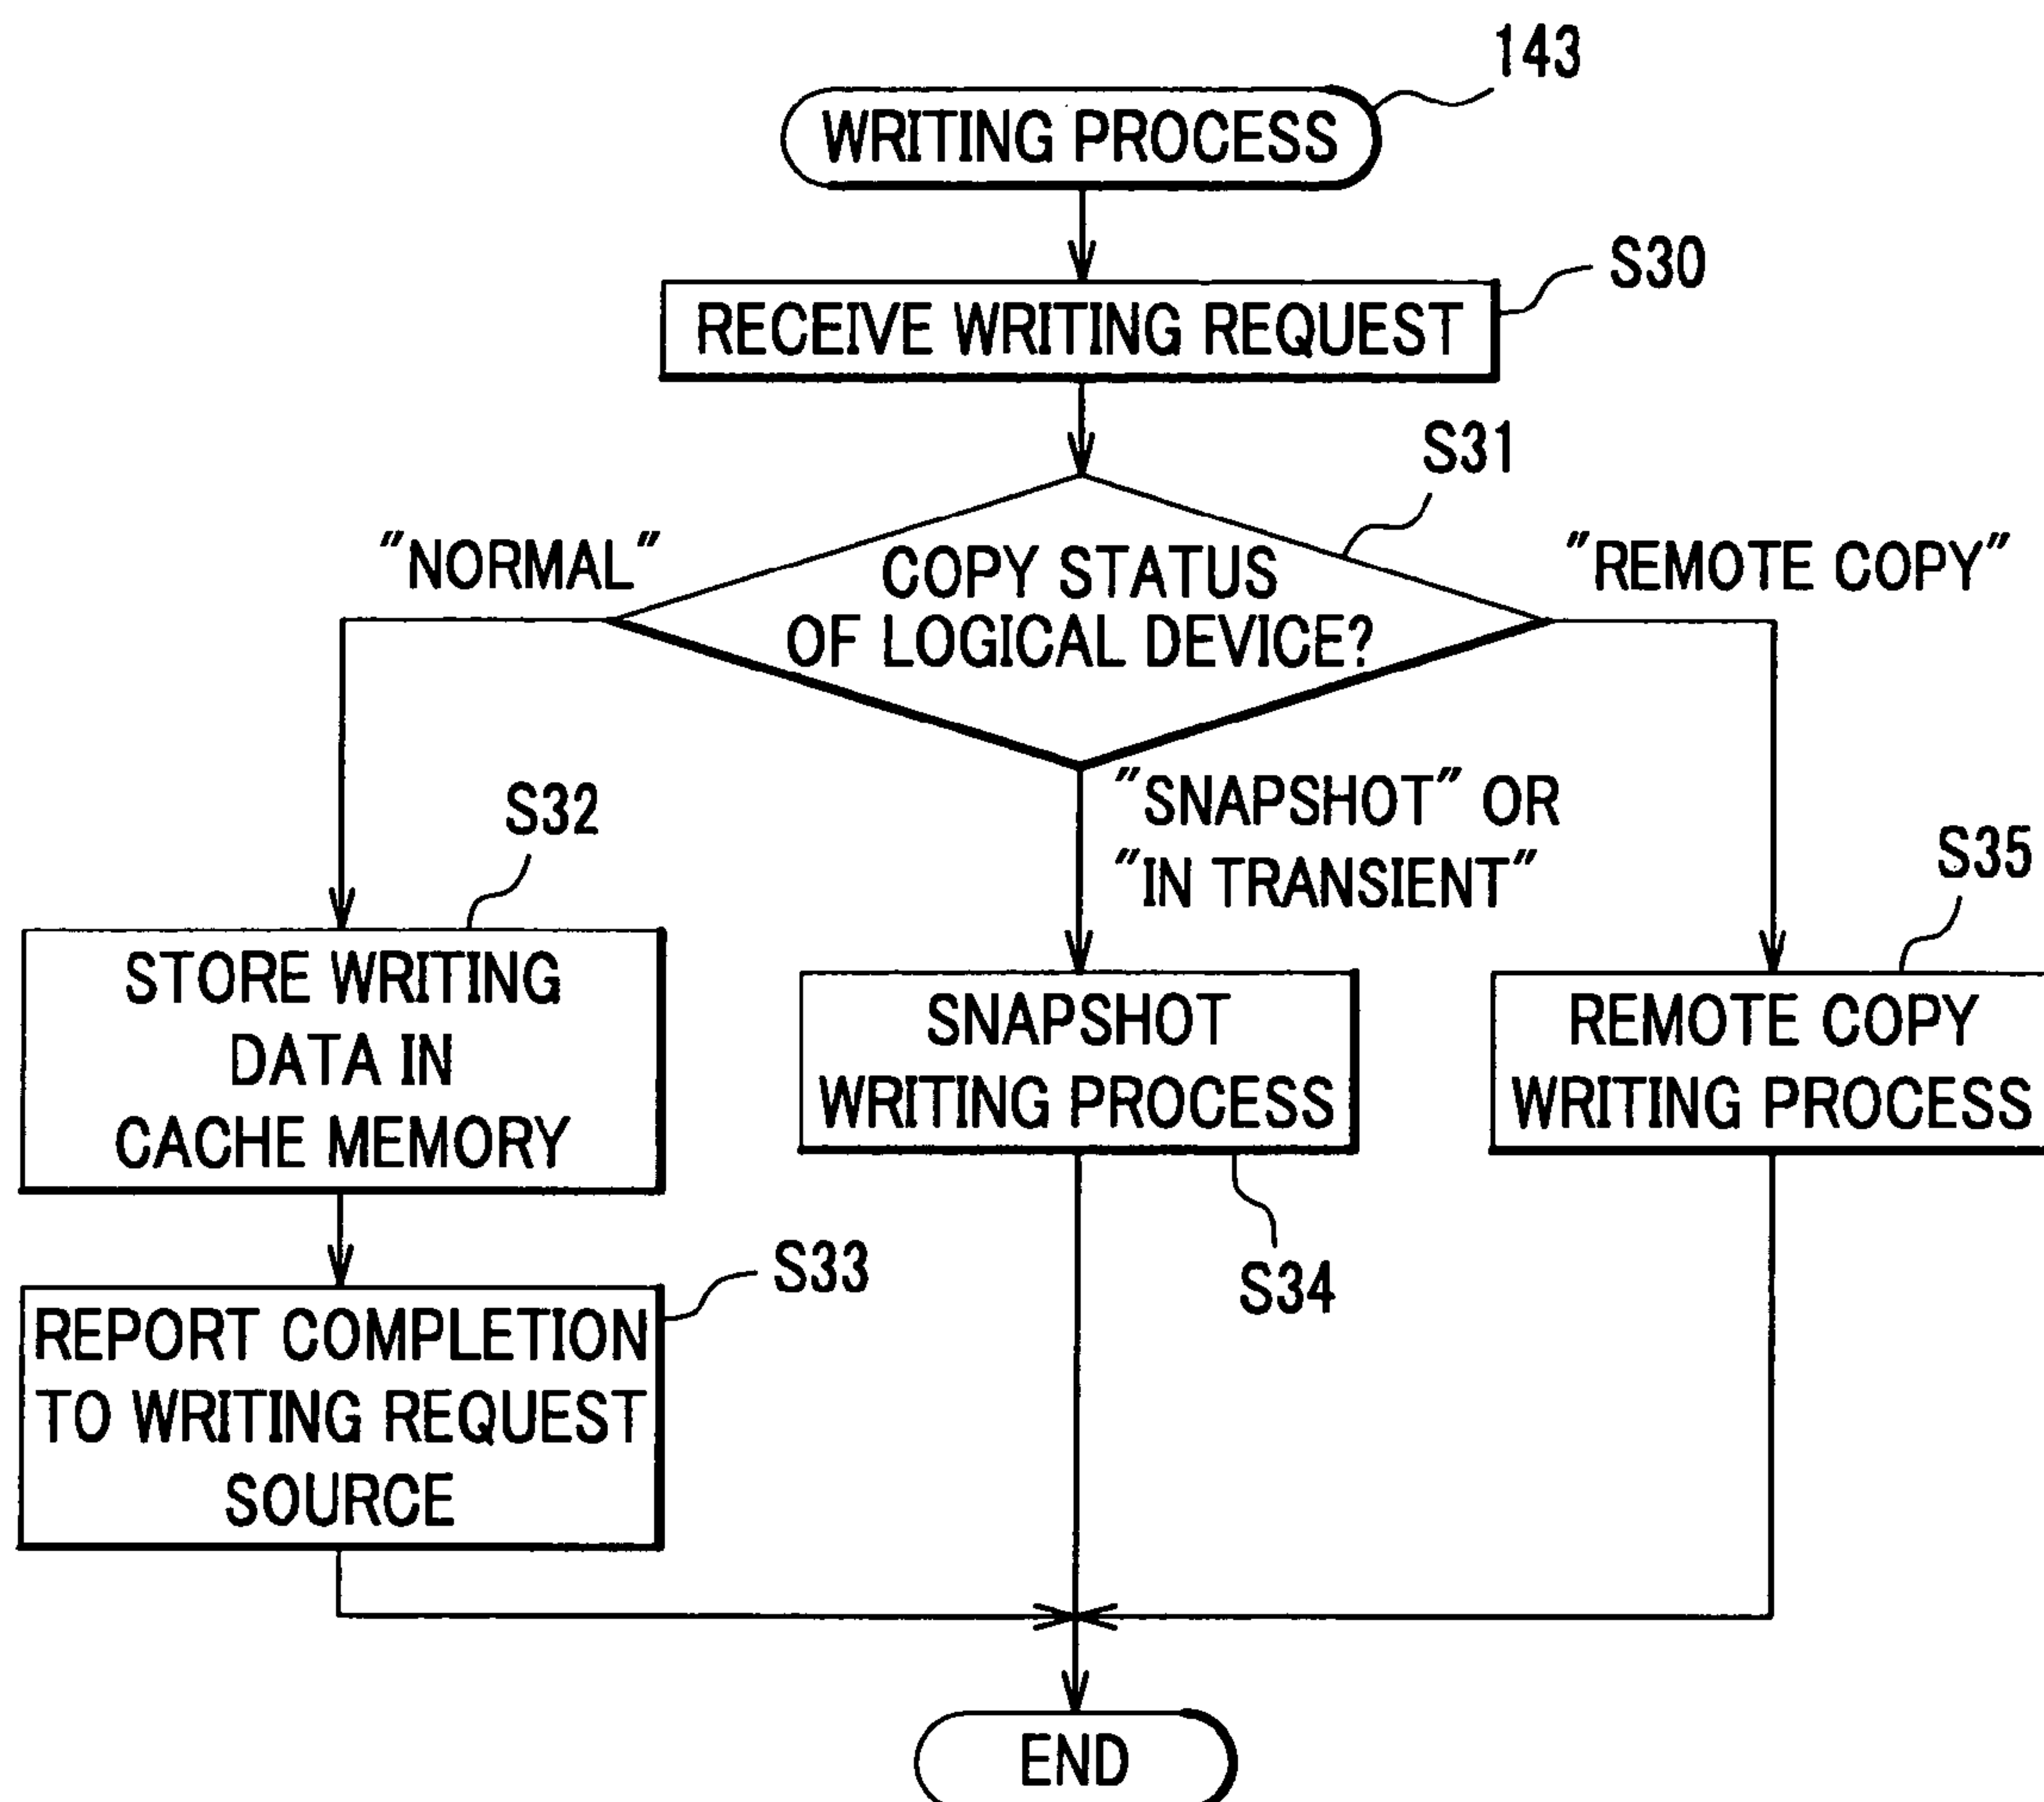 143
WRITING PROCESS
S30
RECEIVE WRITING REQUEST
S31
"NORMAL"
COPY STATUS
OF LOGICAL DEVICE?
"REMOTE COPY"
"SNAPSHOT" OR
"IN TRANSIENT"
S32
STORE WRITING
DATA IN
CACHE MEMORY
SNAPSHOT
WRITING PROCESS
S34
S35
REMOTE COPY
WRITING PROCESS
S33
REPORT COMPLETION
TO WRITING REQUEST
SOURCE
END